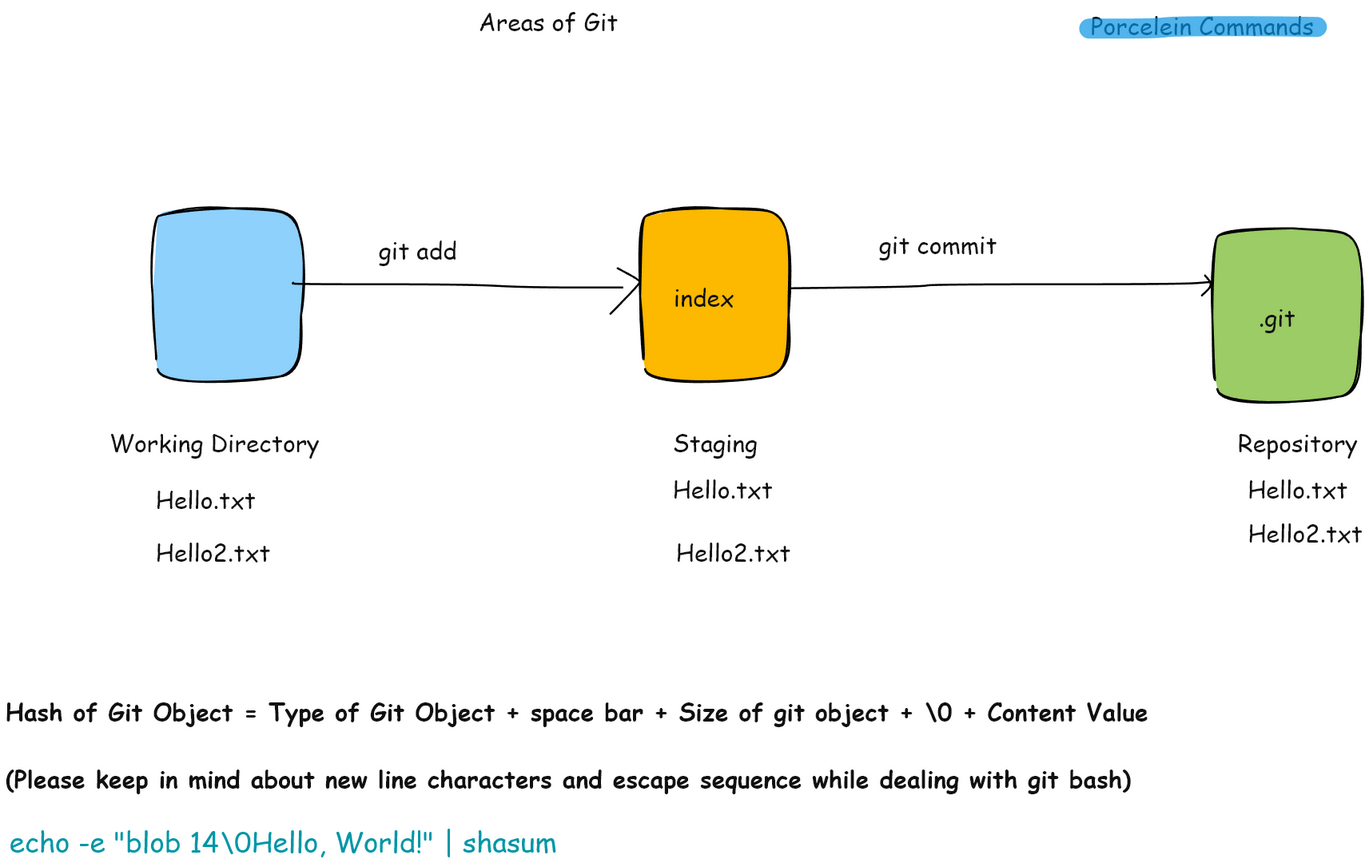 Areas of Git
Porcelein Commands
git add
git commit
index
.git
Working Directory
Staging
Repository
Hello.txt
Hello.txt
Hello.txt
Hello2.txt
Hello2.txt
Hello2.txt
Hash of Git Object = Type of Git Object + space bar + Size of git object + \0 + Content Value
(Please keep in mind about new line characters and escape sequence while dealing with git bash)
echo -e "blob 14\0Hello, World!" | shasum